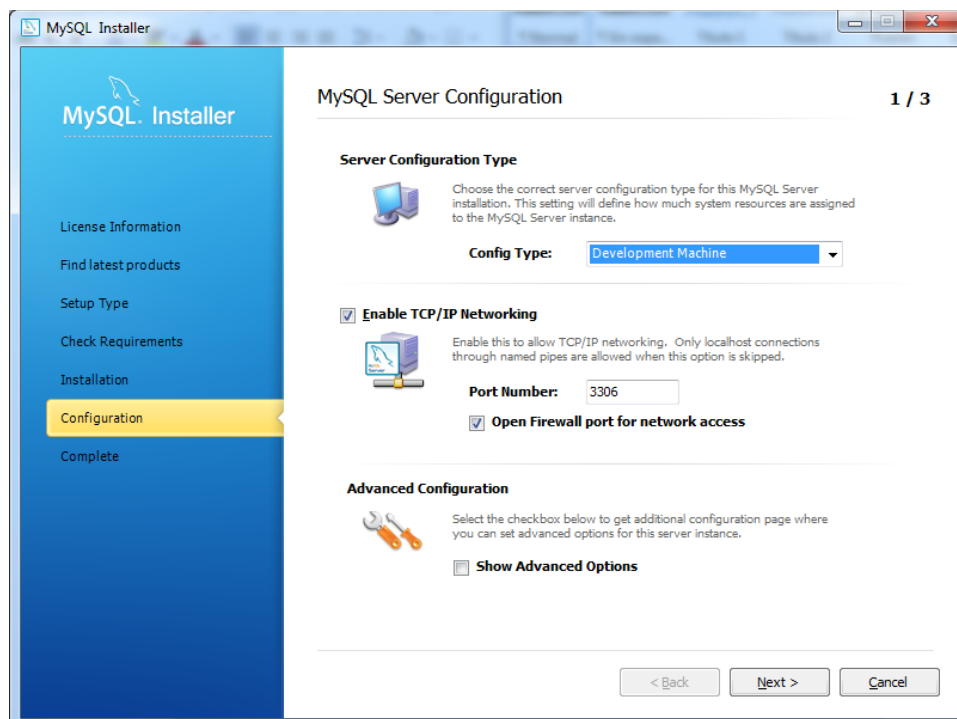 MySQL Installer
MySQL. Installer
License Information
Find latest products
Setup Type
Check Requirements
Installation
Configuration
Complete
MySQL Server Configuration
1 / 3
Server Configuration Type
Choose the correct server configuration type for this MySQL Server
installation. This setting will define how much system resources are assigned
to the MySQL Server instance.
Config Type:
Development Machine
Enable TCP/IP Networking
Enable this to allow TCP/IP networking. Only localhost connections
through named pipes are allowed when this option is skipped.
Port Number:
3306
Open Firewall port for network access
Advanced Configuration
Select the checkbox below to get additional configuration page where
you can set advanced options for this server instance.
Show Advanced Options
< Back
Next >
Cancel